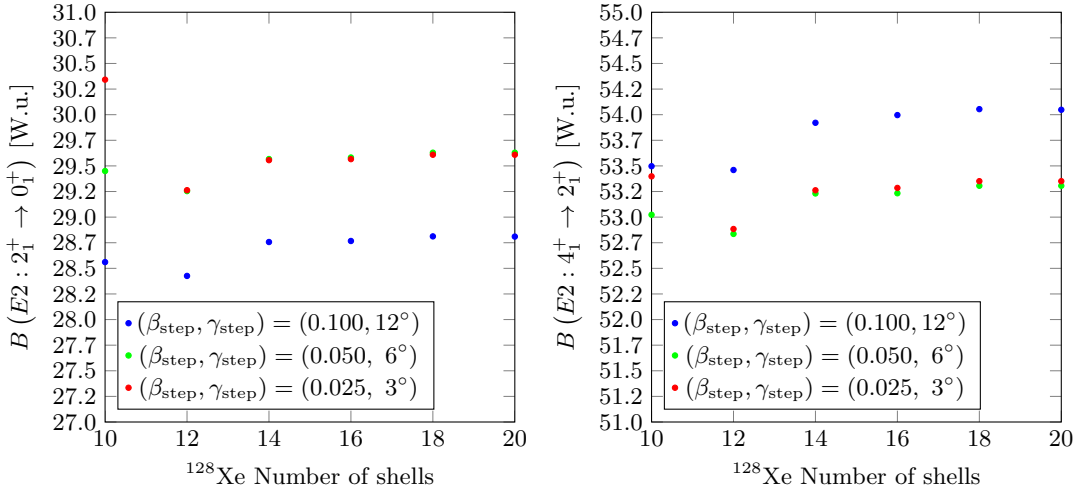 B (E2 : 2₁⁺ → 0₁⁺) [W.u.]
31.0
30.7
30.5
30.2
30.0
29.7
29.5
29.2
29.0
28.7
28.5
28.2
28.0
27.7
27.5
27.2
27.0
(β_step, γ_step) = (0.100, 12°)
(β_step, γ_step) = (0.050, 6°)
(β_step, γ_step) = (0.025, 3°)
10 12 14 16 18 20
¹²⁸Xe Number of shells
B (E2 : 4₁⁺ → 2₁⁺) [W.u.]
55.0
54.7
54.5
54.2
54.0
53.7
53.5
53.2
53.0
52.7
52.5
52.2
52.0
51.7
51.5
51.2
51.0
(β_step, γ_step) = (0.100, 12°)
(β_step, γ_step) = (0.050, 6°)
(β_step, γ_step) = (0.025, 3°)
10 12 14 16 18 20
¹²⁸Xe Number of shells